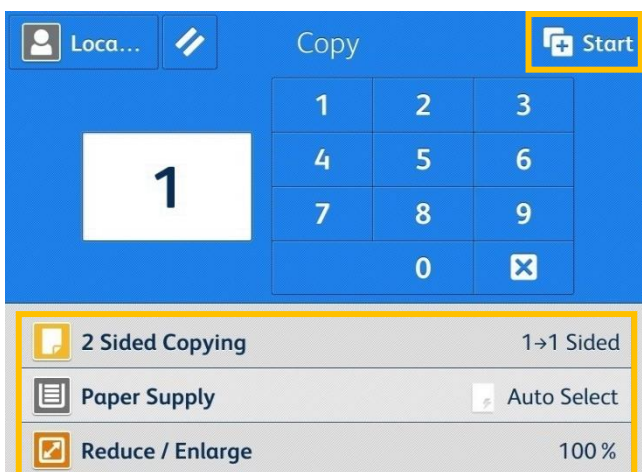 Loca... Copy Start
1 2 3
1
4 5 6
7 8 9
0
2 Sided Copying 1→1 Sided
Paper Supply Auto Select
Reduce / Enlarge 100 %